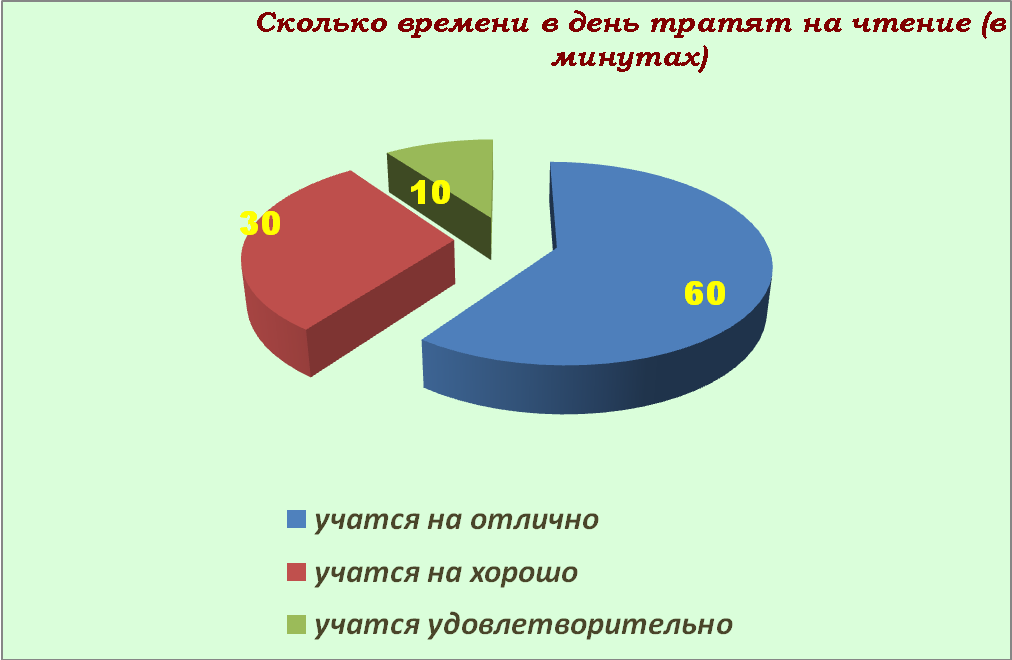 Сколько времени в день тратят на чтение (в
минутах)
10
30
60
учатся на отлично
учатся на хорошо
учатся удовлетворительно